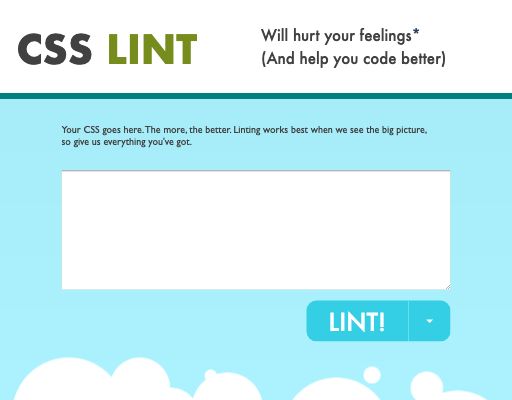 CSS LINT
Will hurt your feelings*
(And help you code better)
Your CSS goes here. The more, the better. Linting works best when we see the big picture,
so give us everything you've got.
LINT!